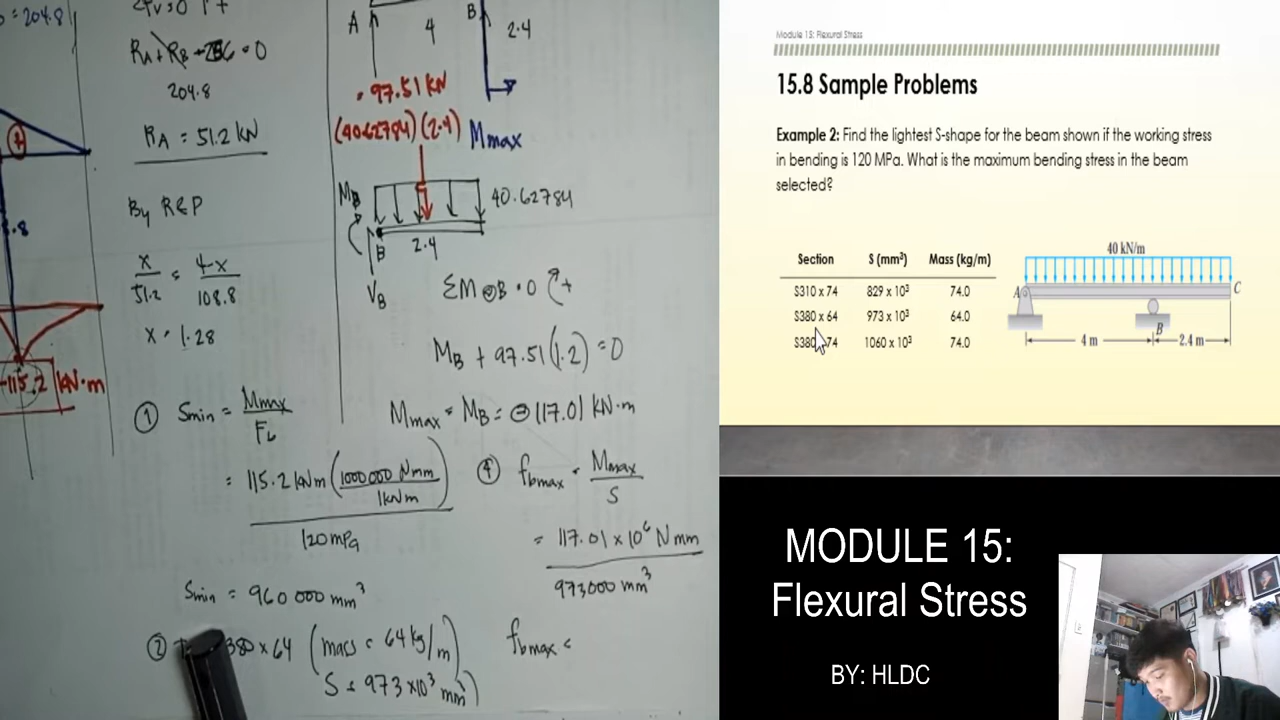 = 204.8
ΣFv=0 ↑+
RA+RB-256=0
204.8
RA = 51.2 kN
By R&P
x/51.2 = 4-x/108.8
x = 1.28
① Smin = Mmax/Fb
= 115.2 kNm (1000000 Nmm/1kNm)
120 mPa
Smin = 960 000 mm³
② 380 x 64 (mass = 64 kg/m
S = 973 x10³ mm³)
.8
-115.2 kN·m
A 4 B 2.4
97.51 kN
(40.62784)(2.4) Mmax
MB 40.62784
B 2.4
VB
ΣM@B = 0 +
MB + 97.51(1.2) = 0
Mmax = MB = ⊖117.01 kN·m
④ fbmax = Mmax/S
= 117.01 x 10⁶ Nmm
973000 mm³
fbmax =
Module 15: Flexural Stress
15.8 Sample Problems
Example 2: Find the lightest S-shape for the beam shown if the working stress
in bending is 120 MPa. What is the maximum bending stress in the beam
selected?
Section S (mm³) Mass (kg/m)
S310 x 74 829 x 10³ 74.0
S380 x 64 973 x 10³ 64.0
S380 x 74 1060 x 10³ 74.0
40 kN/m
A C
B
4 m 2.4 m
MODULE 15:
Flexural Stress
BY: HLDC